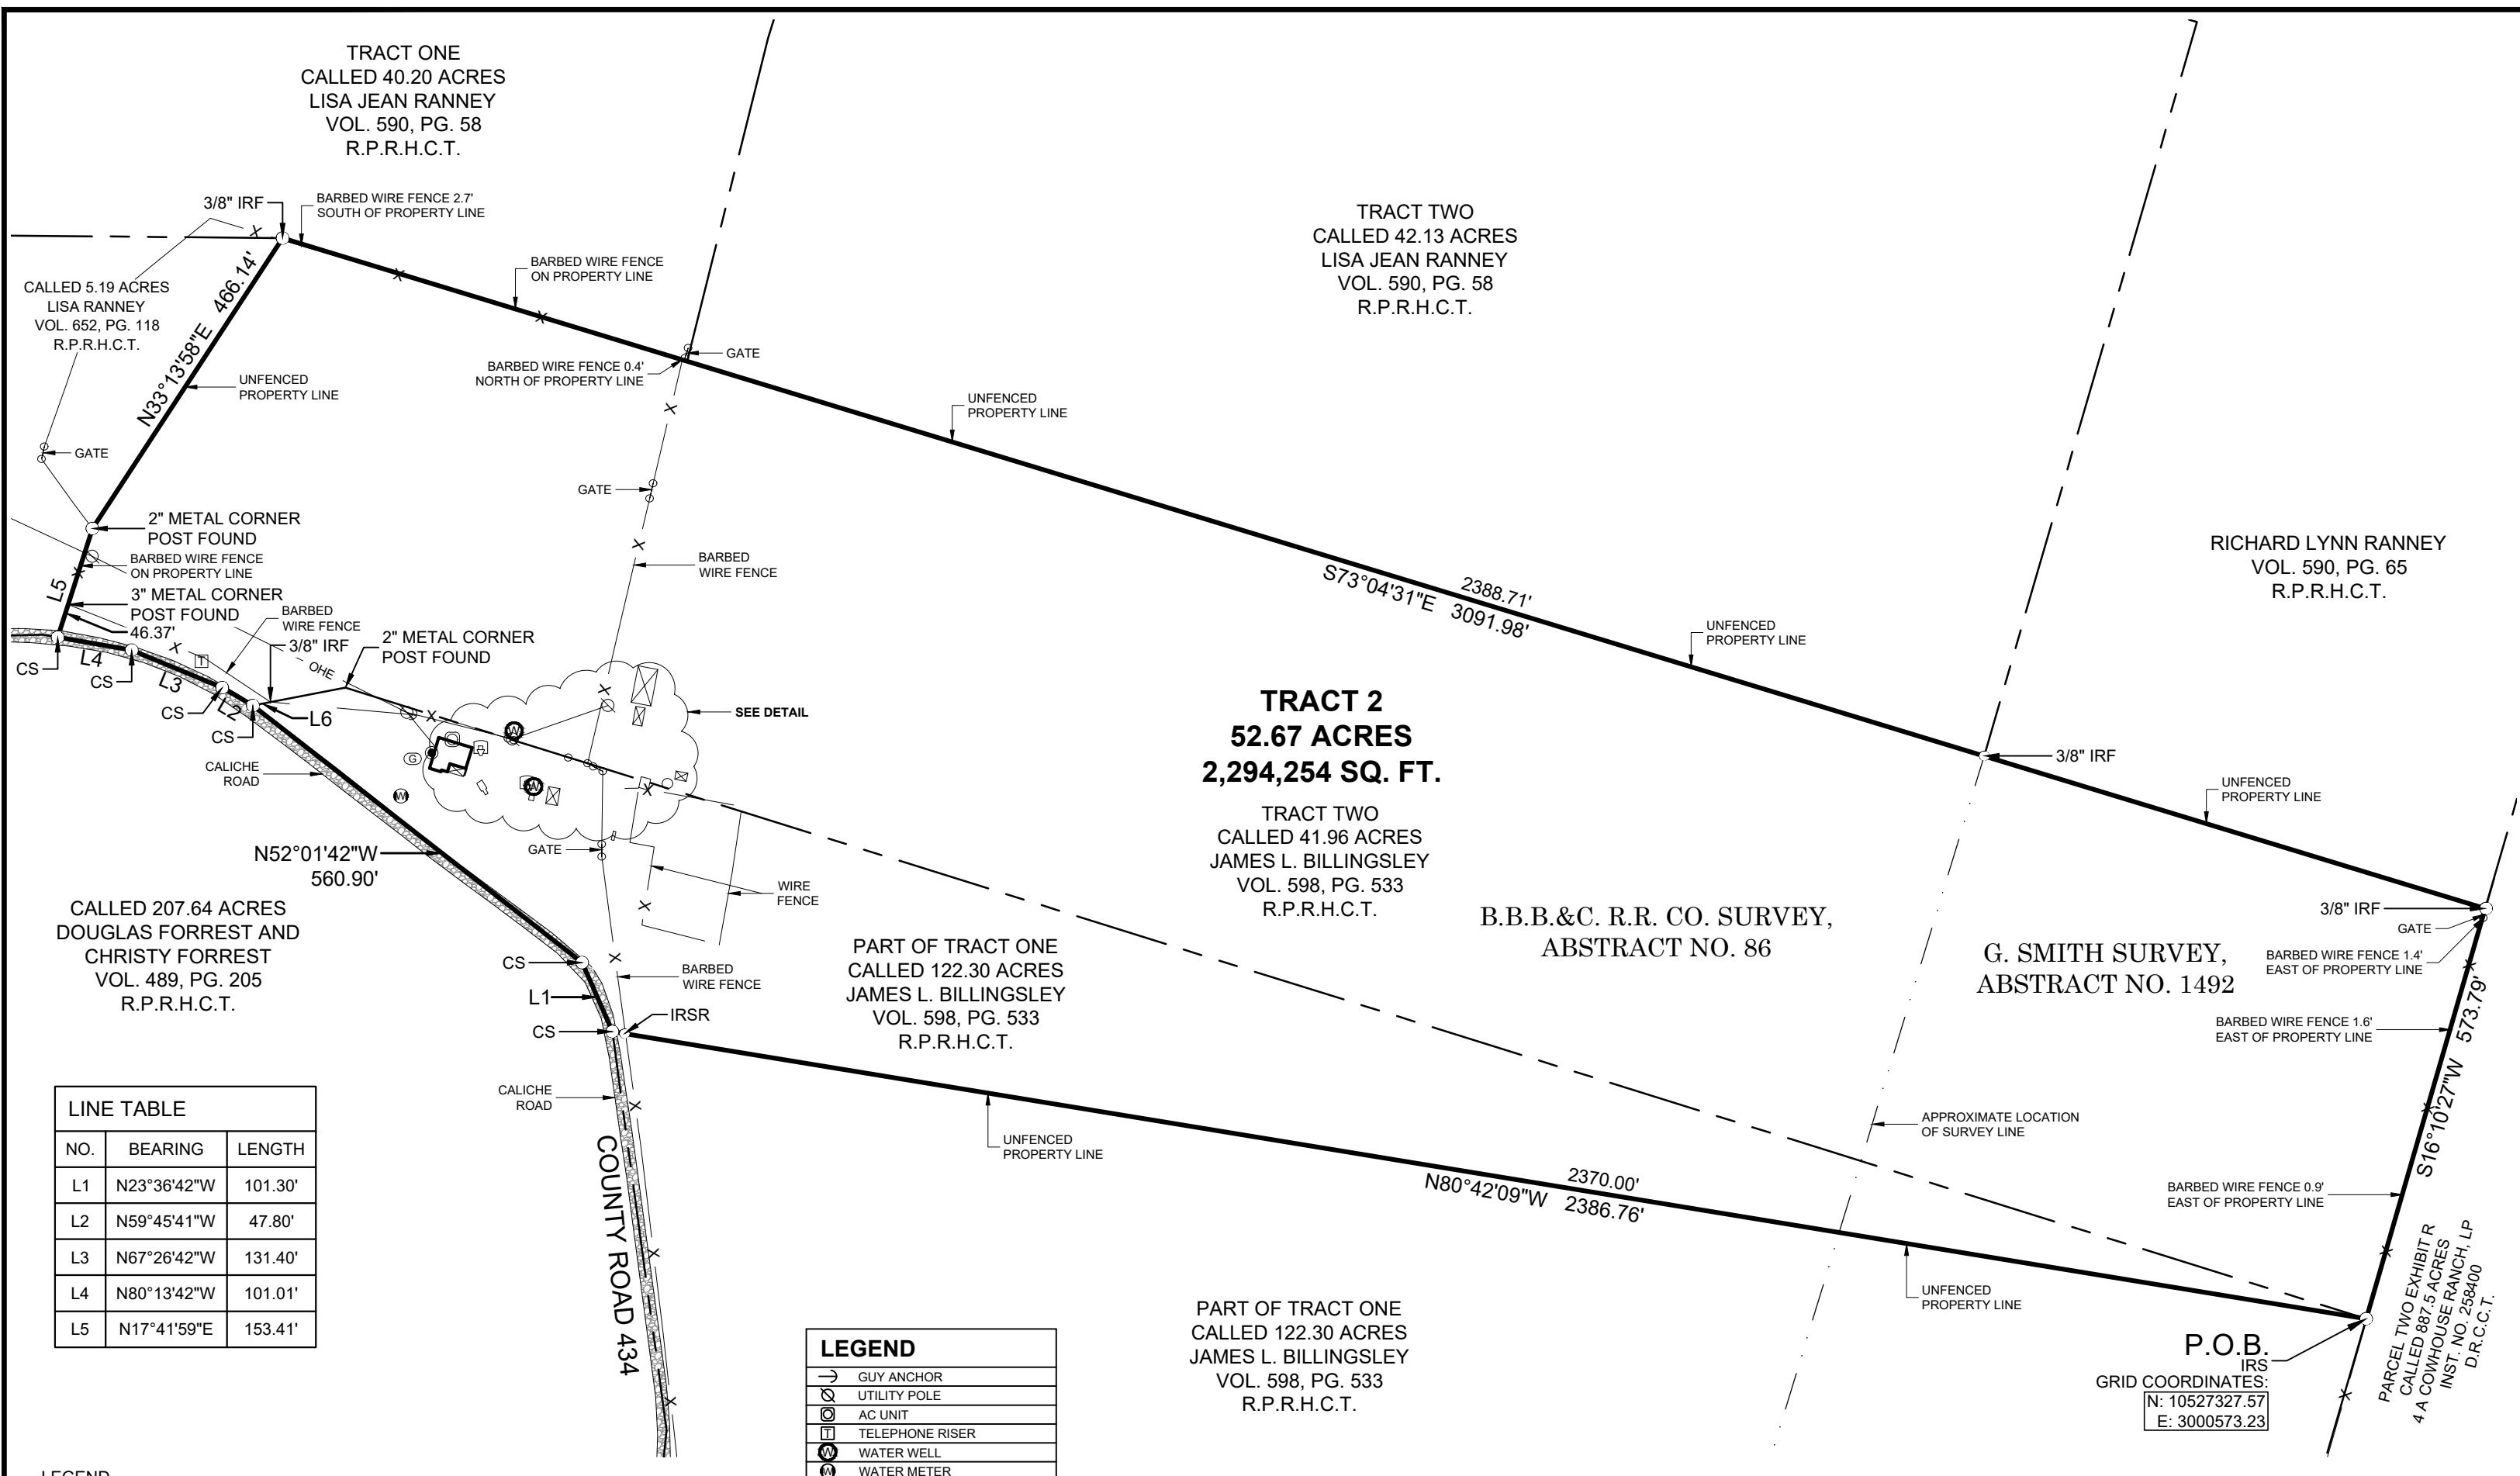 TRACT ONE
CALLED 40.20 ACRES
LISA JEAN RANNEY
VOL. 590, PG. 58
R.P.R.H.C.T.
3/8" IRF
BARBED WIRE FENCE 2.7'
SOUTH OF PROPERTY LINE
TRACT TWO
CALLED 42.13 ACRES
LISA JEAN RANNEY
VOL. 590, PG. 58
R.P.R.H.C.T.
BARBED WIRE FENCE
ON PROPERTY LINE
CALLED 5.19 ACRES
LISA RANNEY
VOL. 652, PG. 118
R.P.R.H.C.T.
N33°13'58"E 466.14'
UNFENCED
PROPERTY LINE
GATE
BARBED WIRE FENCE 0.4'
NORTH OF PROPERTY LINE
UNFENCED
PROPERTY LINE
GATE
GATE
2" METAL CORNER
POST FOUND
BARBED WIRE FENCE
ON PROPERTY LINE
L5
3" METAL CORNER
POST FOUND
46.37'
BARBED
WIRE FENCE
3/8" IRF
OHE
2" METAL CORNER
POST FOUND
BARBED
WIRE FENCE
S73°04'31"E 3091.98'
2388.71'
UNFENCED
PROPERTY LINE
RICHARD LYNN RANNEY
VOL. 590, PG. 65
R.P.R.H.C.T.
CS
L4
CS
L3
T
CS
L2
CS
L6
SEE DETAIL
W
G
W
W
CALICHE
ROAD
TRACT 2
52.67 ACRES
2,294,254 SQ. FT.
TRACT TWO
CALLED 41.96 ACRES
JAMES L. BILLINGSLEY
VOL. 598, PG. 533
R.P.R.H.C.T.
3/8" IRF
UNFENCED
PROPERTY LINE
N52°01'42"W
560.90'
GATE
WIRE
FENCE
CALLED 207.64 ACRES
DOUGLAS FORREST AND
CHRISTY FORREST
VOL. 489, PG. 205
R.P.R.H.C.T.
B.B.B.&C. R.R. CO. SURVEY,
ABSTRACT NO. 86
G. SMITH SURVEY,
ABSTRACT NO. 1492
3/8" IRF
GATE
BARBED WIRE FENCE 1.4'
EAST OF PROPERTY LINE
PART OF TRACT ONE
CALLED 122.30 ACRES
JAMES L. BILLINGSLEY
VOL. 598, PG. 533
R.P.R.H.C.T.
CS
BARBED
WIRE FENCE
L1
IRSR
CS
BARBED WIRE FENCE 1.6'
EAST OF PROPERTY LINE
S16°10'27"W 573.79'
CALICHE
ROAD
UNFENCED
PROPERTY LINE
APPROXIMATE LOCATION
OF SURVEY LINE
2370.00'
N80°42'09"W 2386.76'
BARBED WIRE FENCE 0.9'
EAST OF PROPERTY LINE
COUNTY ROAD 434
LINE TABLE
NO. BEARING LENGTH
L1 N23°36'42"W 101.30'
L2 N59°45'41"W 47.80'
L3 N67°26'42"W 131.40'
L4 N80°13'42"W 101.01'
L5 N17°41'59"E 153.41'
UNFENCED
PROPERTY LINE
PART OF TRACT ONE
CALLED 122.30 ACRES
JAMES L. BILLINGSLEY
VOL. 598, PG. 533
R.P.R.H.C.T.
P.O.B.
IRS
GRID COORDINATES:
N: 10527327.57
E: 3000573.23
PARCEL TWO EXHIBIT R
CALLED 887.5 ACRES
4 A COWHOUSE RANCH, LP
INST. NO. 258400
D.R.C.C.T.
LEGEND
GUY ANCHOR
UTILITY POLE
AC UNIT
T TELEPHONE RISER
W WATER WELL
W WATER METER
LEGEND